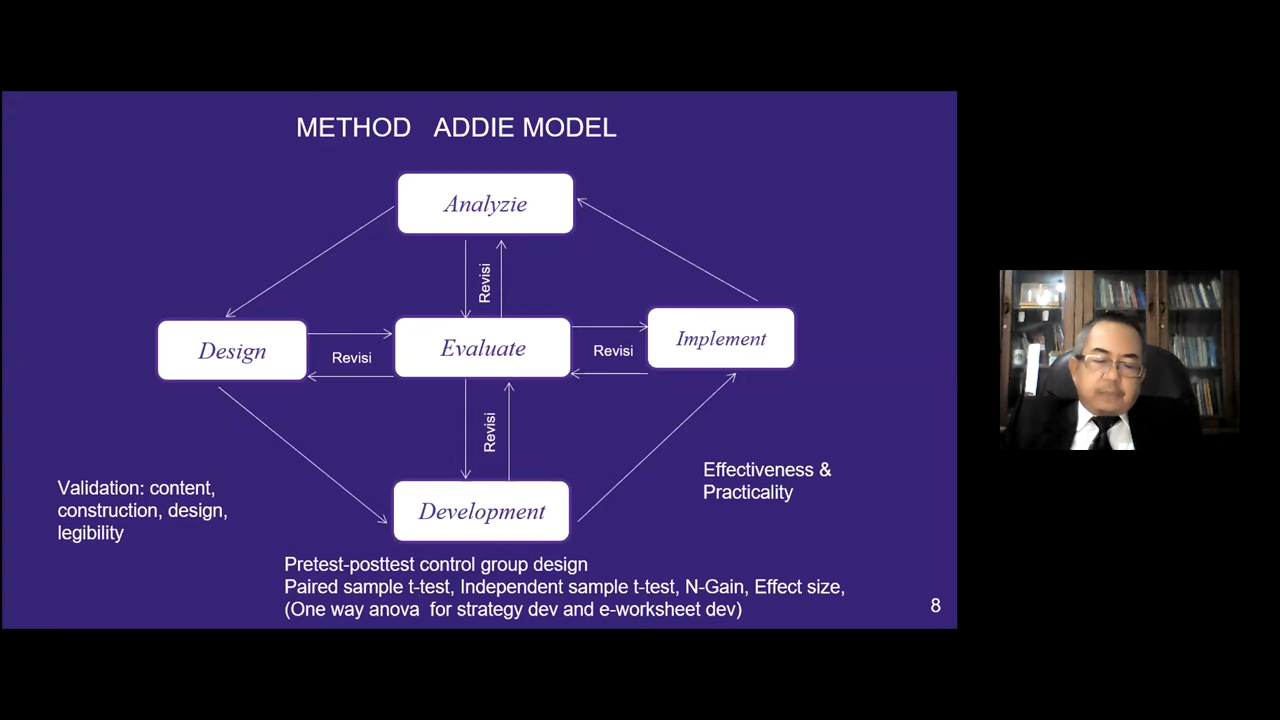 METHOD ADDIE MODEL
Analyzie
Revisi
Design
Revisi
Evaluate
Revisi
Implement
Revisi
Development
Validation: content,
construction, design,
legibility
Effectiveness &
Practicality
Pretest-posttest control group design
Paired sample t-test, Independent sample t-test, N-Gain, Effect size,
(One way anova for strategy dev and e-worksheet dev)
8